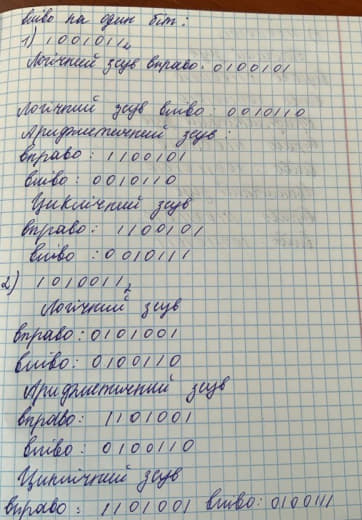 вліво на один біт:
1) 1001011₂
Логічний зсув вправо: 0100101
Логічний зсув вліво: 0010110
Арифметичний зсув:
вправо: 1100101
вліво: 0010110
Циклічний зсув
вправо: 1100101
вліво: 0010111
2) 1010011₂
Логічний зсув
вправо: 0101001
вліво: 0100110
Арифметичний зсув
вправо: 1101001
вліво: 0100110
Циклічний зсув
вправо: 1101001 вліво: 0100111